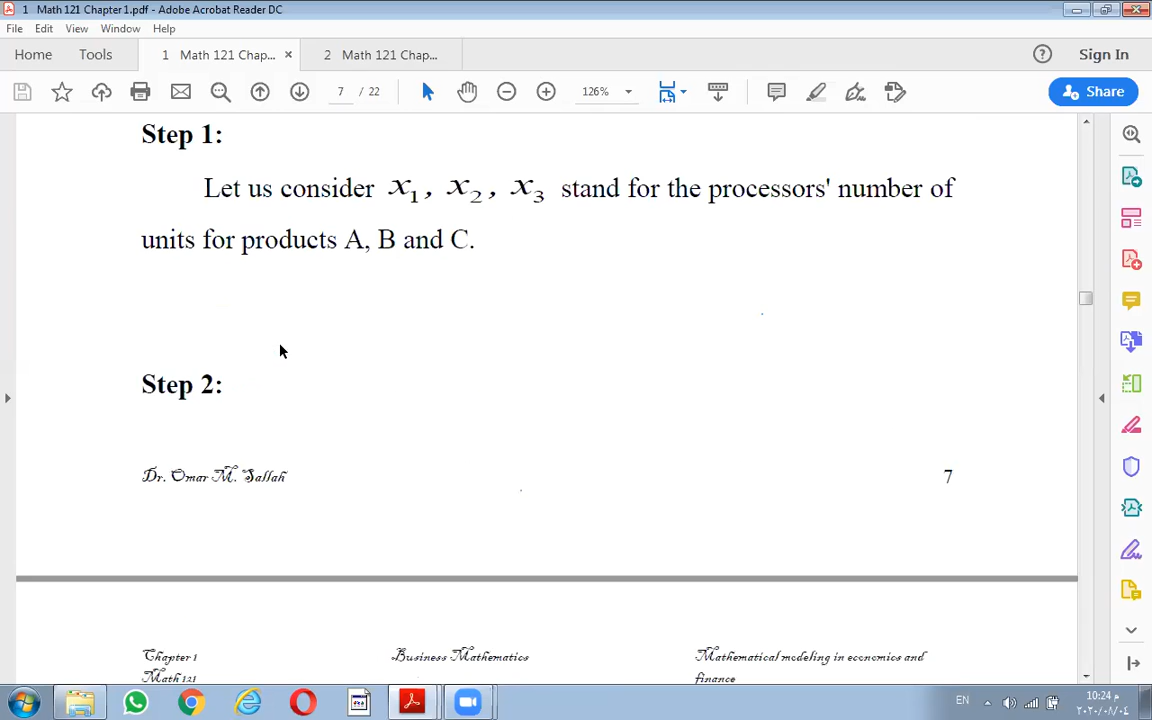 1 Math 121 Chapter 1.pdf - Adobe Acrobat Reader DC
File Edit View Window Help
Home Tools 1 Math 121 Chap... × 2 Math 121 Chap... ? Sign In
7 / 22 126% Share
Step 1:
Let us consider x₁, x₂, x₃ stand for the processors' number of
units for products A, B and C.
Step 2:
Dr. Omar M. Sallah 7
Chapter 1 Business Mathematics Mathematical modeling in economics and
Math 121 finance
EN 10:24 م
٢٠٢٠/٠٨/٠٤